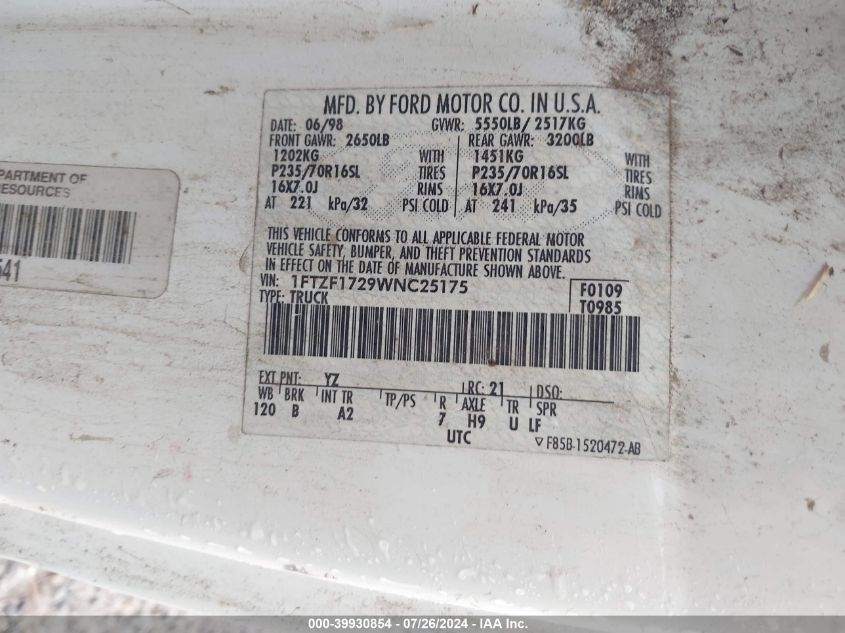 MFD. BY FORD MOTOR CO. IN U.S.A.
DATE: 06/98 GVWR: 5550LB/ 2517KG
FRONT GAWR: 2650LB REAR GAWR: 3200LB
1202KG WITH 1451KG WITH
P235/70R16SL TIRES P235/70R16SL TIRES
16X7.0J RIMS 16X7.0J RIMS
AT 221 kPa/32 PSI COLD AT 241 kPa/35 PSI COLD
THIS VEHICLE CONFORMS TO ALL APPLICABLE FEDERAL MOTOR
VEHICLE SAFETY, BUMPER, AND THEFT PREVENTION STANDARDS
IN EFFECT ON THE DATE OF MANUFACTURE SHOWN ABOVE.
VIN: 1FTZF1729WNC25175 F0109
TYPE: TRUCK T0985
EXT PNT: YZ RC: 21 DSO:
WB BRK INT TR TP/PS R AXLE TR SPR
120 B A2 7 H9 U LF
UTC F85B-1520472-AB
PARTMENT OF
RESOURCES
541
000-39930854 - 07/26/2024 - IAA Inc.